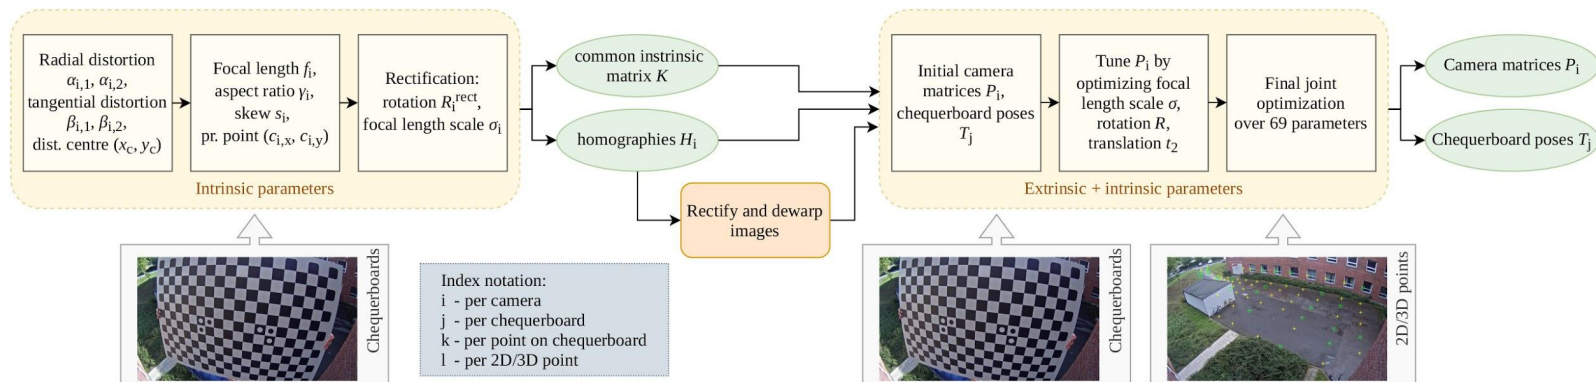 Radial distortion
αi,1, αi,2,
tangential distortion
βi,1, βi,2,
dist. centre (xc, yc)
Focal length fi,
aspect ratio γi,
skew si,
pr. point (ci,x, ci,y)
Rectification:
rotation Ri^rect,
focal length scale σi
Intrinsic parameters
common instrinsic
matrix K
homographies Hi
Rectify and dewarp
images
Initial camera
matrices Pi,
chequerboard poses
Tj
Tune Pi by
optimizing focal
length scale σ,
rotation R,
translation t2
Final joint
optimization
over 69 parameters
Extrinsic + intrinsic parameters
Camera matrices Pi
Chequerboard poses Tj
Chequerboards
Index notation:
i - per camera
j - per chequerboard
k - per point on chequerboard
l - per 2D/3D point
Chequerboards
2D/3D points